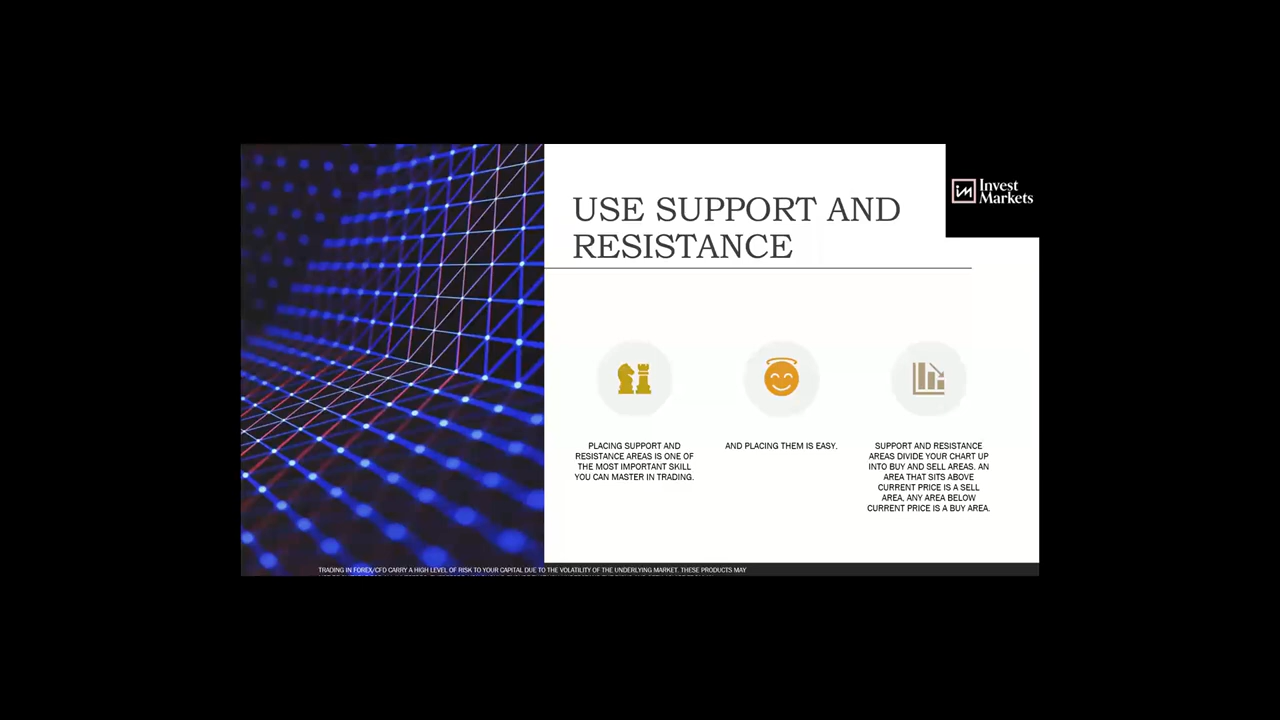 USE SUPPORT AND
RESISTANCE
Invest
Markets
PLACING SUPPORT AND
RESISTANCE AREAS IS ONE OF
THE MOST IMPORTANT SKILL
YOU CAN MASTER IN TRADING.
AND PLACING THEM IS EASY.
SUPPORT AND RESISTANCE
AREAS DIVIDE YOUR CHART UP
INTO BUY AND SELL AREAS. AN
AREA THAT SITS ABOVE
CURRENT PRICE IS A SELL
AREA, ANY AREA BELOW
CURRENT PRICE IS A BUY AREA.
TRADING IN FOREX/CFD CARRY A HIGH LEVEL OF RISK TO YOUR CAPITAL DUE TO THE VOLATILITY OF THE UNDERLYING MARKET. THESE PRODUCTS MAY